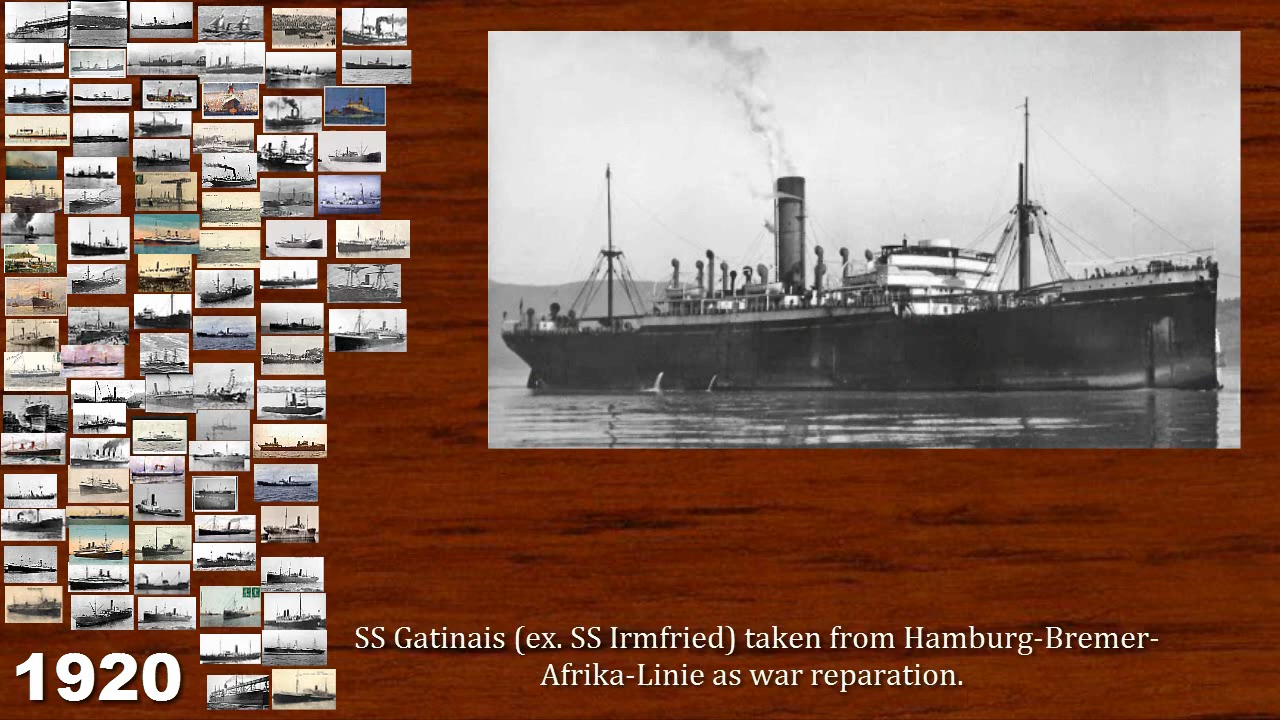 SS Gatinais (ex. SS Irmfried) taken from Hamburg-Bremer-
Afrika-Linie as war reparation.
1920